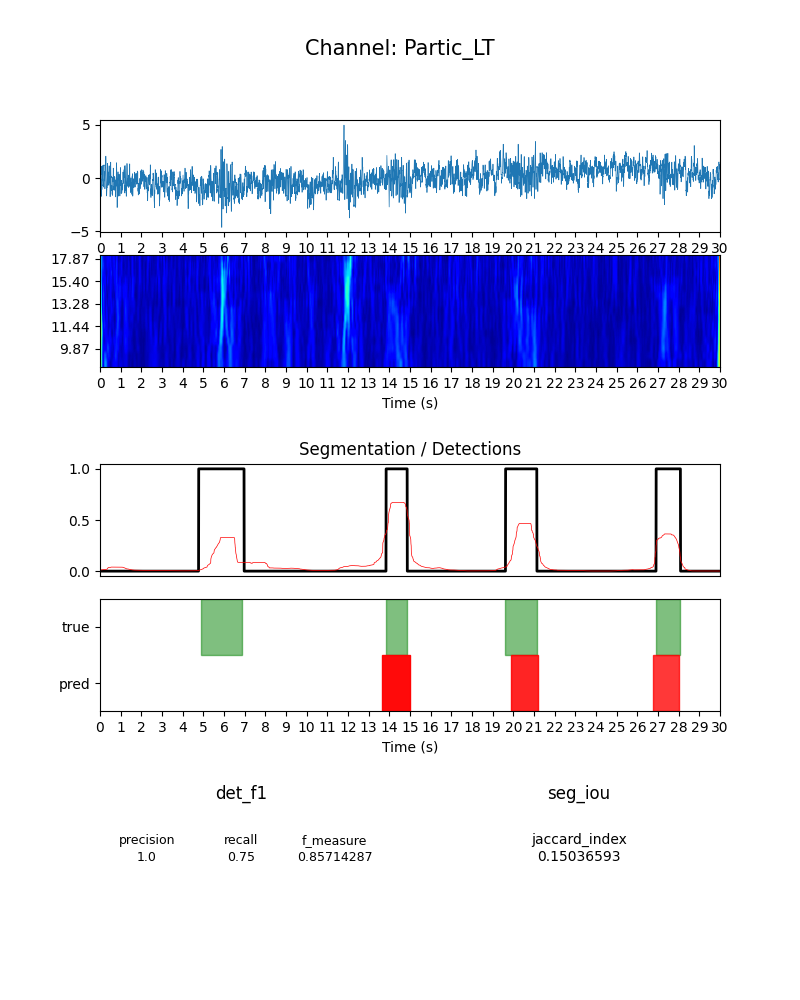 Channel: Partic_LT
5
0
−5
0 1 2 3 4 5 6 7 8 9 10 11 12 13 14 15 16 17 18 19 20 21 22 23 24 25 26 27 28 29 30
17.87
15.40
13.28
11.44
9.87
0 1 2 3 4 5 6 7 8 9 10 11 12 13 14 15 16 17 18 19 20 21 22 23 24 25 26 27 28 29 30
Time (s)
Segmentation / Detections
1.0
0.5
0.0
true
pred
0 1 2 3 4 5 6 7 8 9 10 11 12 13 14 15 16 17 18 19 20 21 22 23 24 25 26 27 28 29 30
Time (s)
det_f1 seg_iou
precision recall f_measure jaccard_index
1.0 0.75 0.85714287 0.15036593